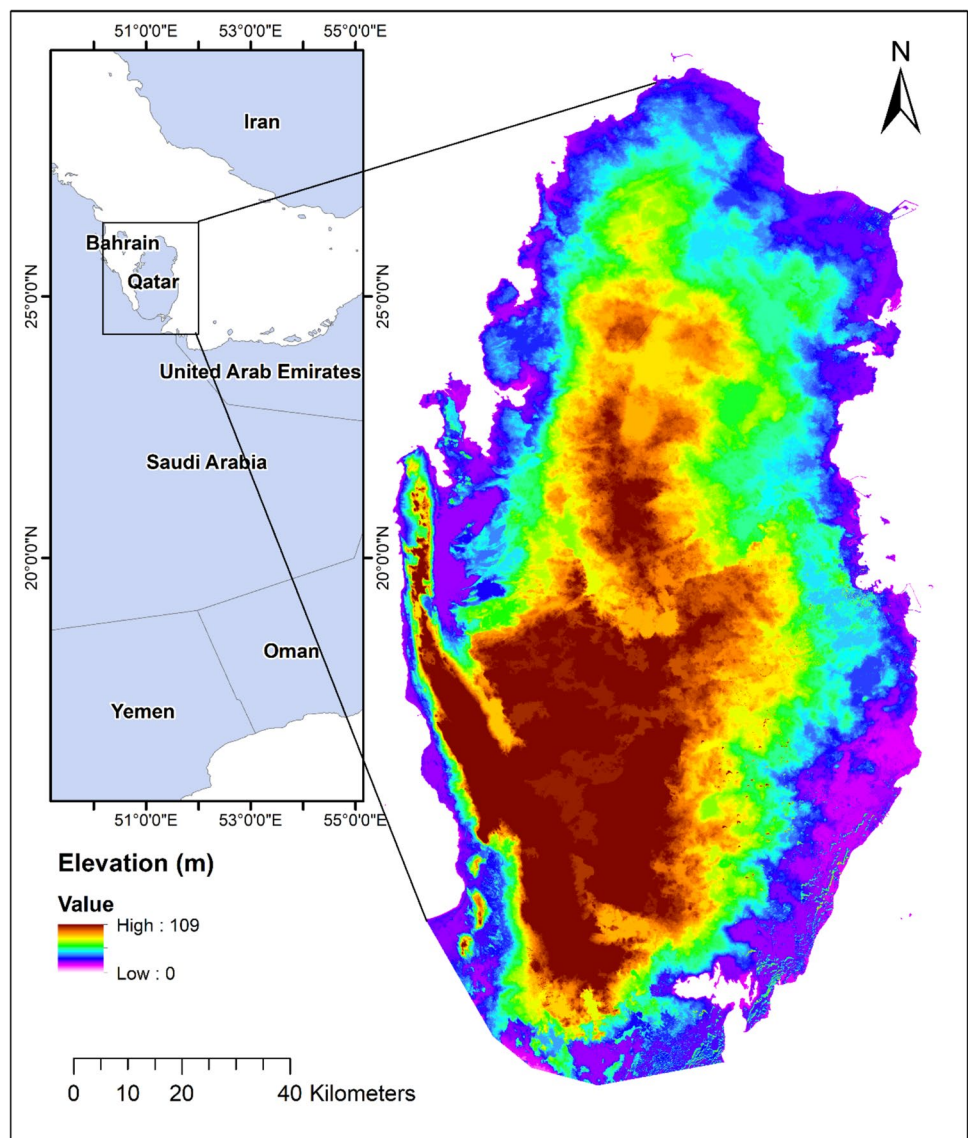 51°0'0"E 53°0'0"E 55°0'0"E
N
Iran
Bahrain
Qatar
25°0'0"N
25°0'0"N
United Arab Emirates
Saudi Arabia
20°0'0"N
20°0'0"N
Oman
Yemen
51°0'0"E 53°0'0"E 55°0'0"E
Elevation (m)
Value
High : 109
Low : 0
0 10 20 40 Kilometers